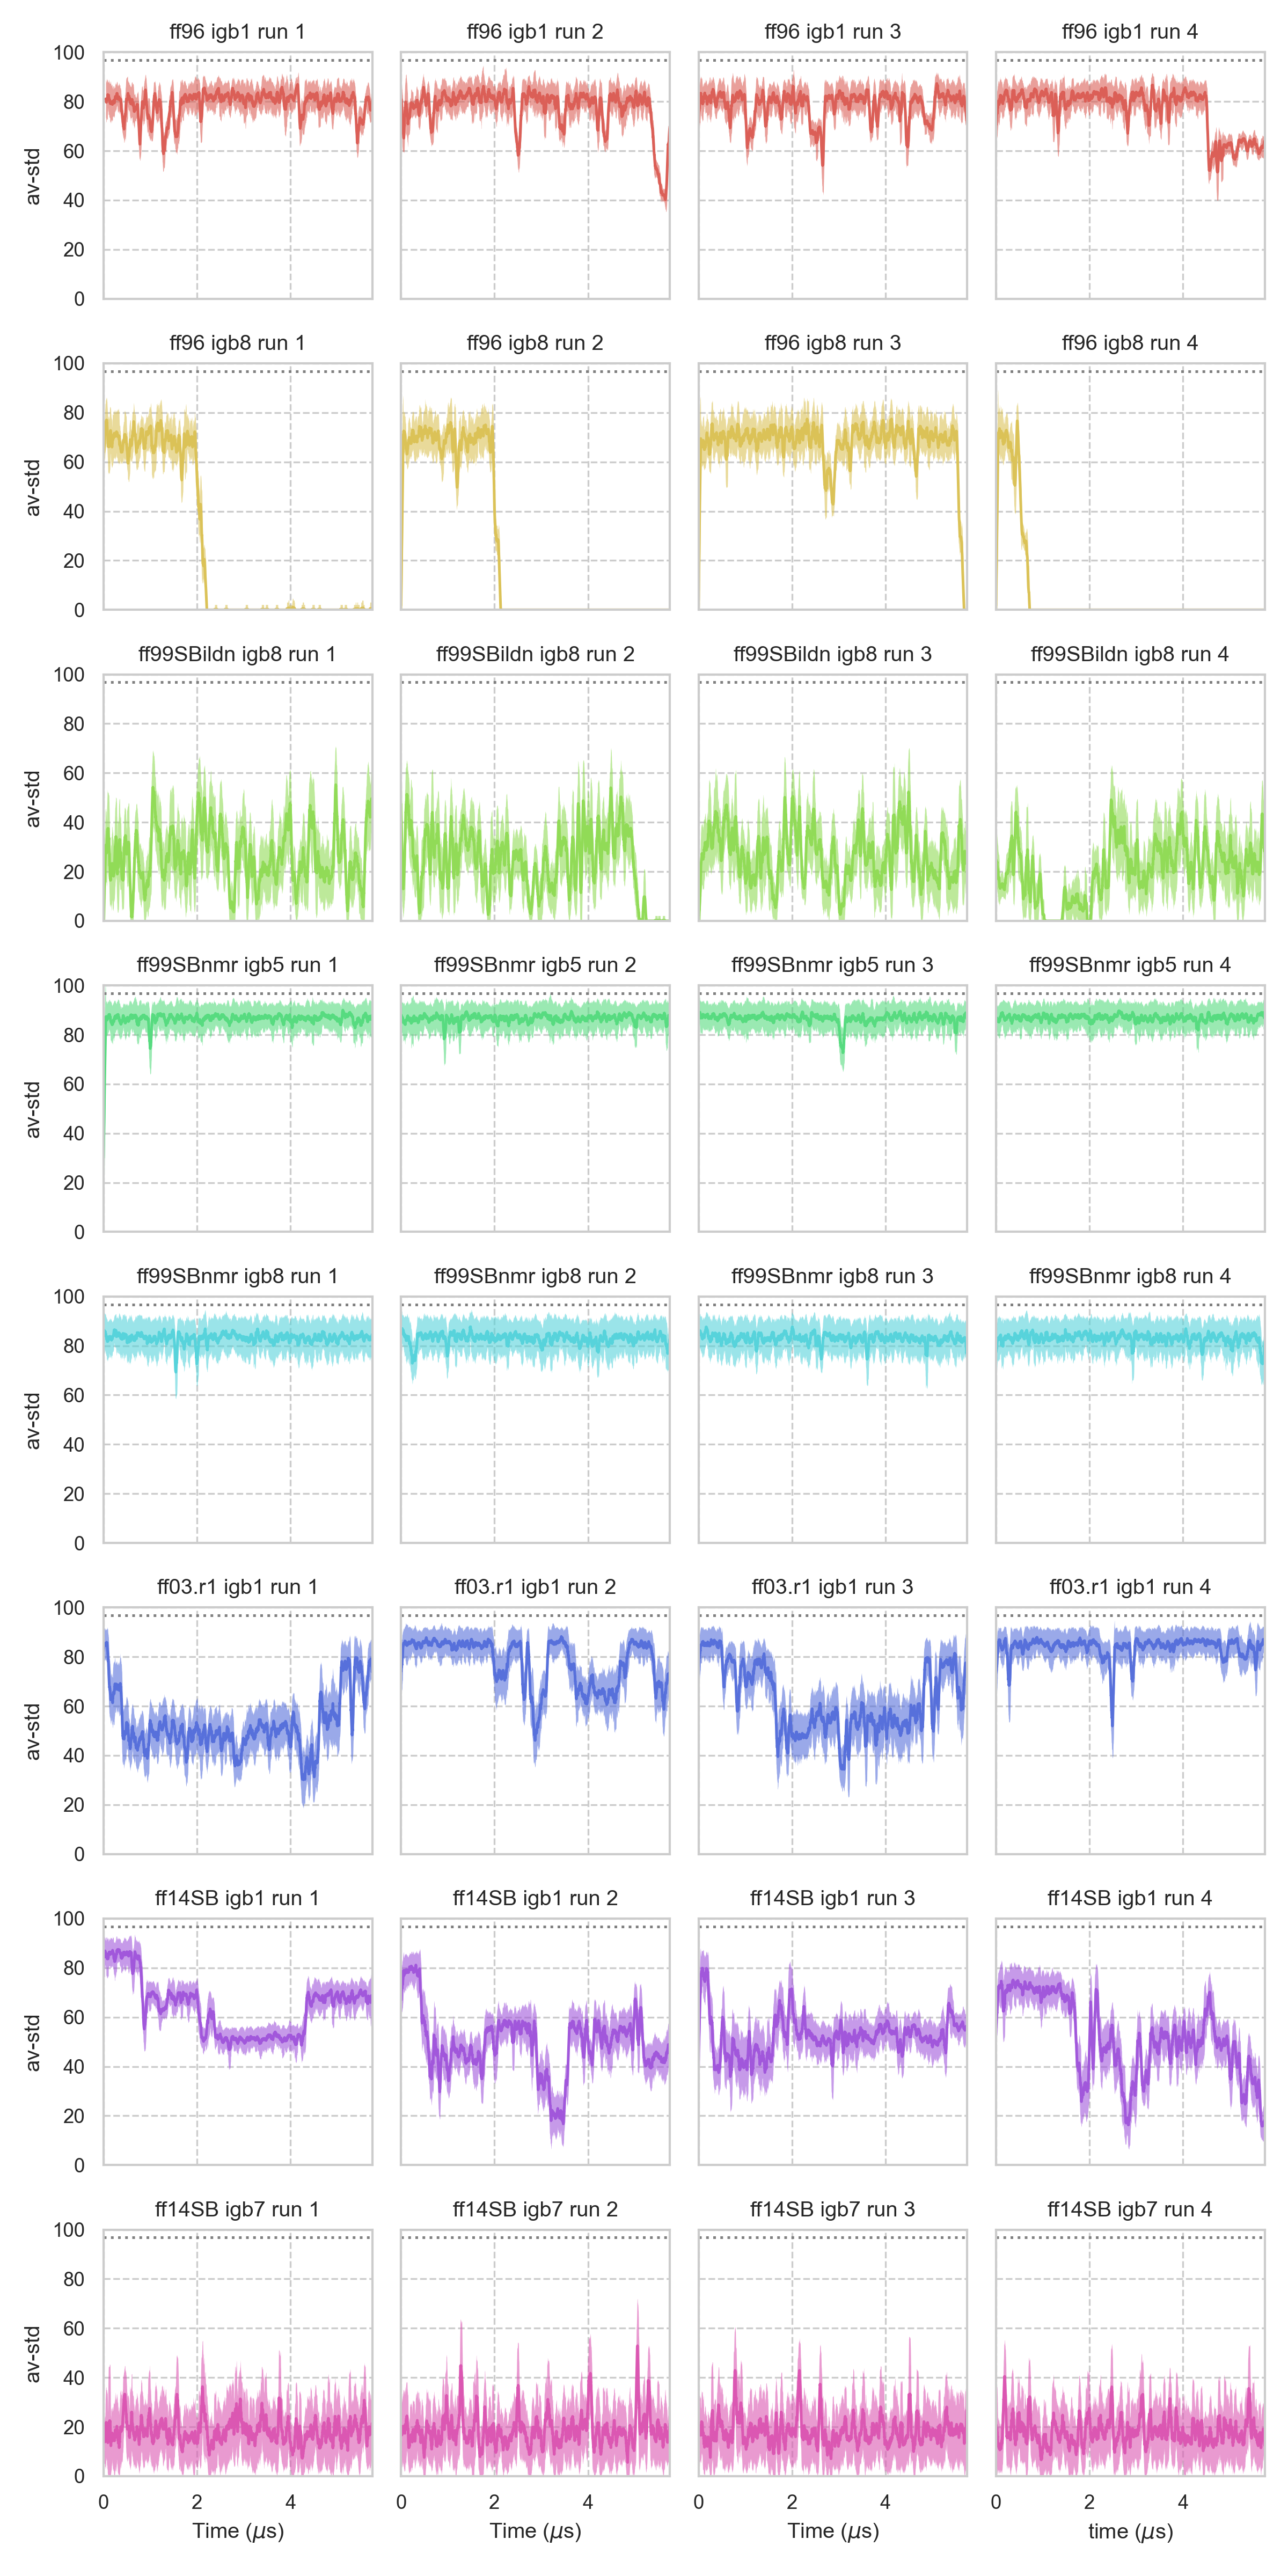 ff96 igb1 run 1 ff96 igb1 run 2 ff96 igb1 run 3 ff96 igb1 run 4
100
80
60
40
20
0
av-std
ff96 igb8 run 1 ff96 igb8 run 2 ff96 igb8 run 3 ff96 igb8 run 4
100
80
60
40
20
0
av-std
ff99SBildn igb8 run 1 ff99SBildn igb8 run 2 ff99SBildn igb8 run 3 ff99SBildn igb8 run 4
100
80
60
40
20
0
av-std
ff99SBnmr igb5 run 1 ff99SBnmr igb5 run 2 ff99SBnmr igb5 run 3 ff99SBnmr igb5 run 4
100
80
60
40
20
0
av-std
ff99SBnmr igb8 run 1 ff99SBnmr igb8 run 2 ff99SBnmr igb8 run 3 ff99SBnmr igb8 run 4
100
80
60
40
20
0
av-std
ff03.r1 igb1 run 1 ff03.r1 igb1 run 2 ff03.r1 igb1 run 3 ff03.r1 igb1 run 4
100
80
60
40
20
0
av-std
ff14SB igb1 run 1 ff14SB igb1 run 2 ff14SB igb1 run 3 ff14SB igb1 run 4
100
80
60
40
20
0
av-std
ff14SB igb7 run 1 ff14SB igb7 run 2 ff14SB igb7 run 3 ff14SB igb7 run 4
100
80
60
40
20
0
av-std
0 2 4 0 2 4 0 2 4 0 2 4
Time (μs) Time (μs) Time (μs) time (μs)